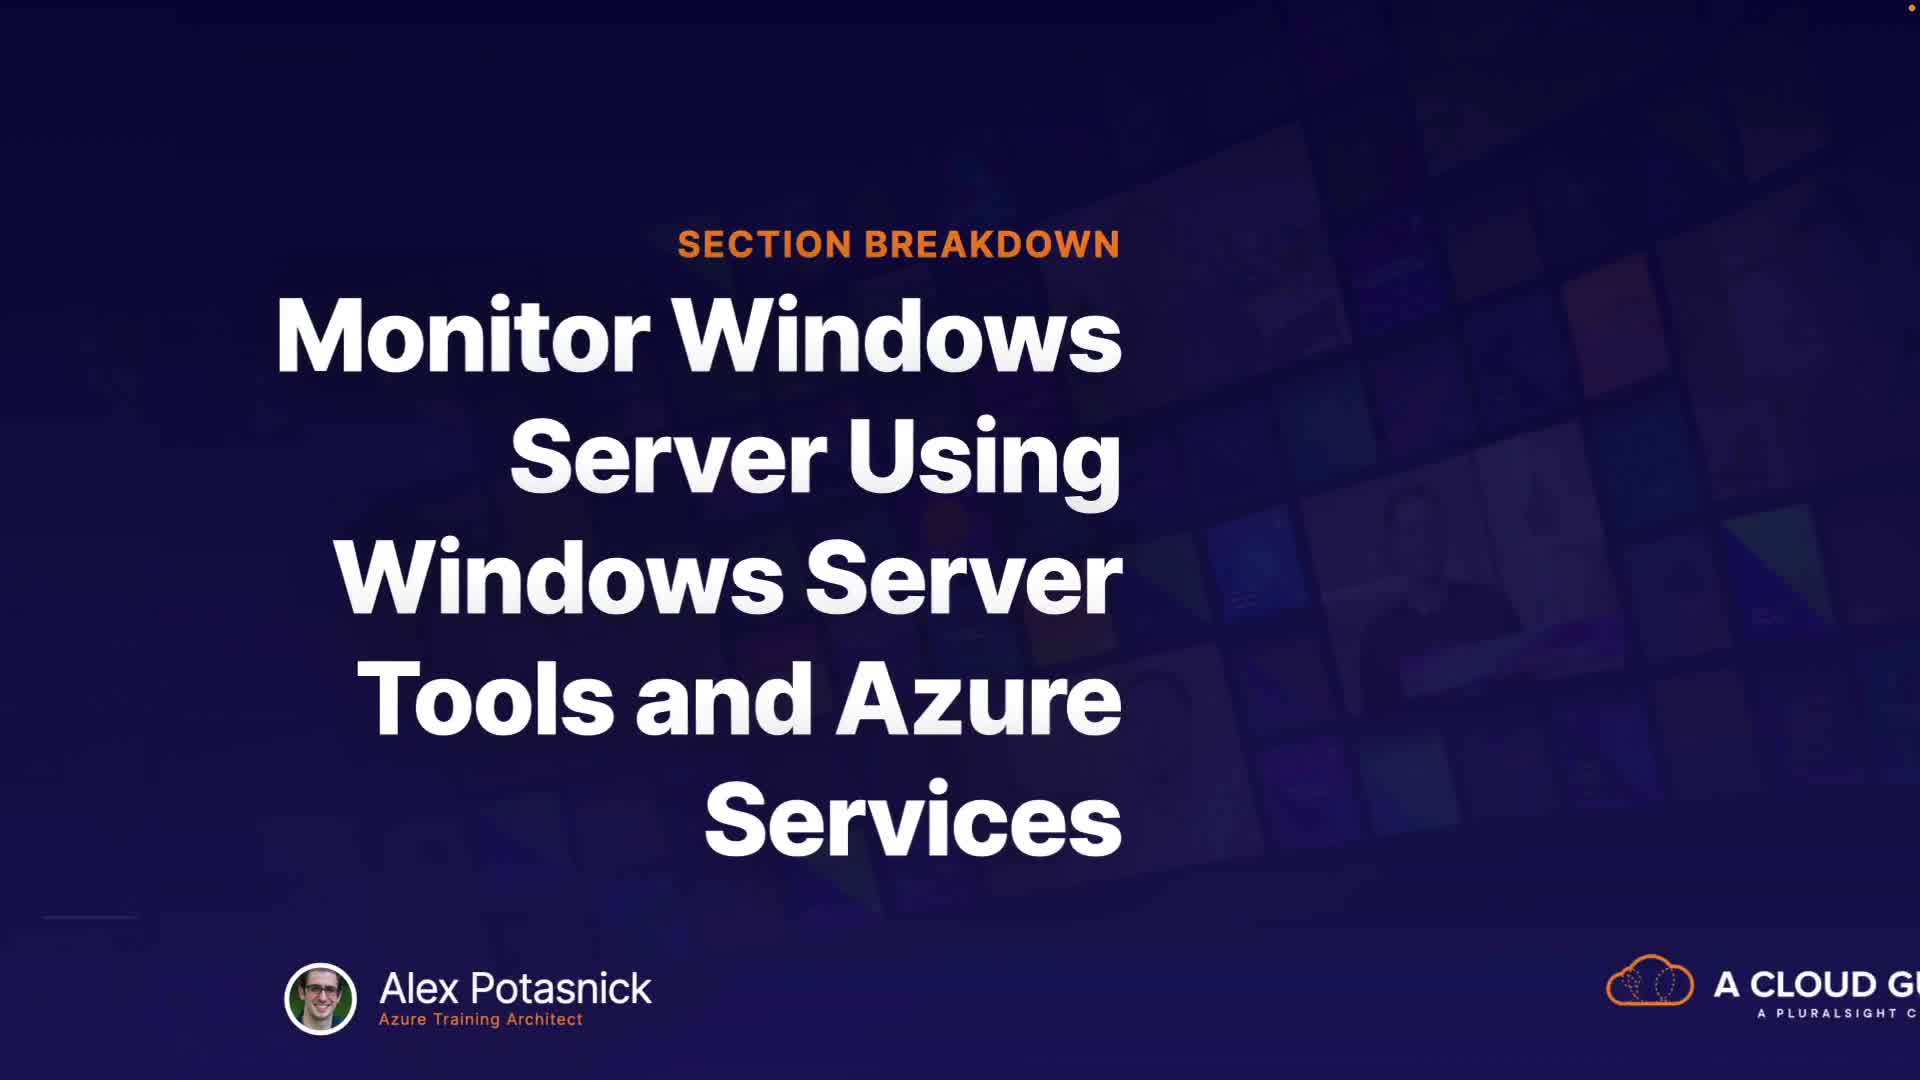 SECTION BREAKDOWN
Monitor Windows
Server Using
Windows Server
Tools and Azure
Services
Alex Potasnick
Azure Training Architect
A CLOUD
A PLURALSIGHT